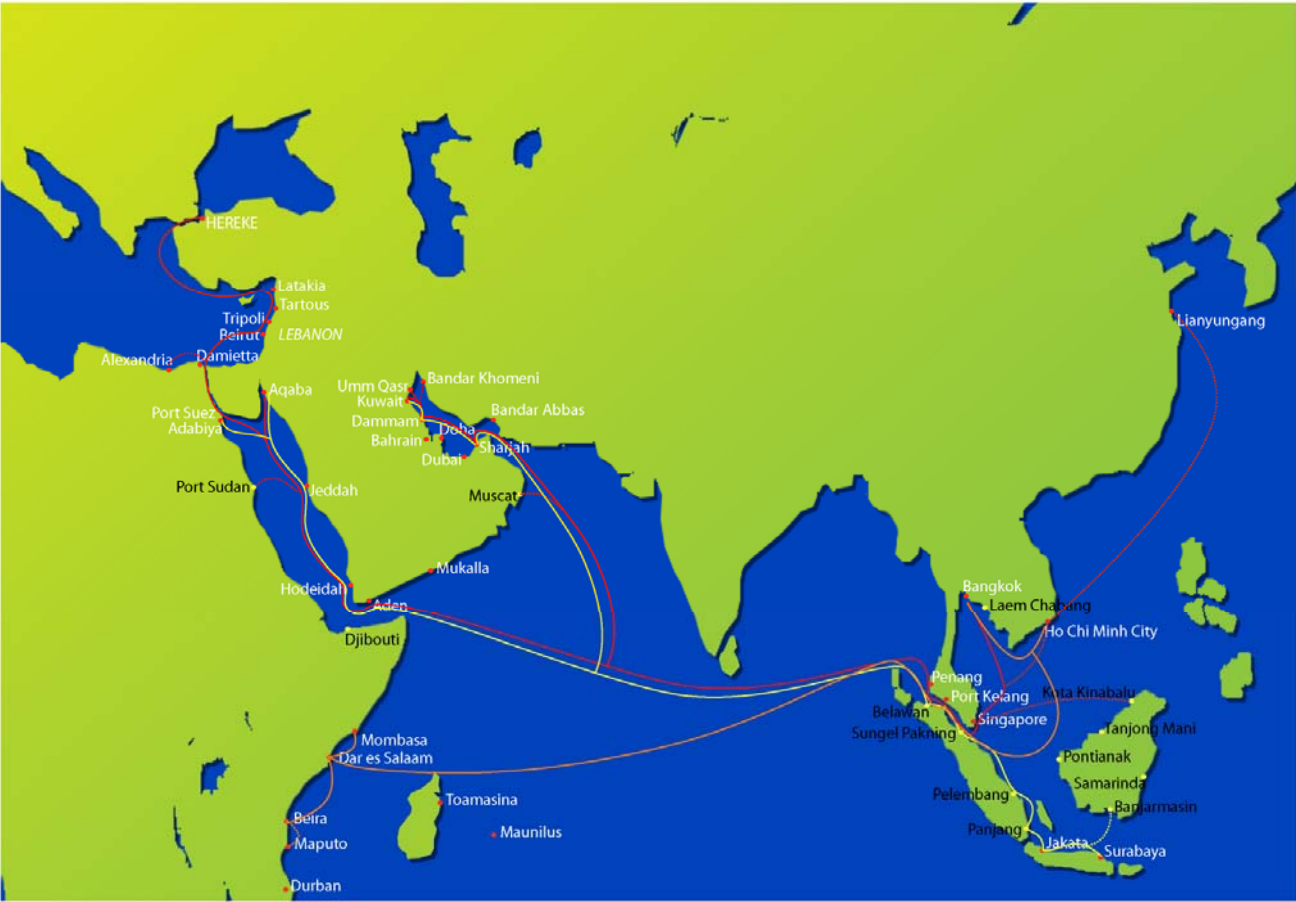 HEREKE
Latakia
Tartous
Tripoli
Beirut
LEBANON
Alexandria
Damietta
Aqaba
Port Suez
Adabiya
Port Sudan
Jeddah
Hodeidah
Aden
Mukalla
Djibouti
Umm Qasr
Bandar Khomeni
Kuwait
Dammam
Bandar Abbas
Doha
Bahrain
Sharjah
Dubai
Muscat
Lianyungang
Bangkok
Laem Chabang
Ho Chi Minh City
Penang
Port Kelang
Kota Kinabalu
Belawan
Singapore
Sungel Pakning
Tanjong Mani
Pontianak
Samarinda
Pelembang
Banjarmasin
Panjang
Jakata
Surabaya
Mombasa
Dar es Salaam
Toamasina
Beira
Maunilus
Maputo
Durban